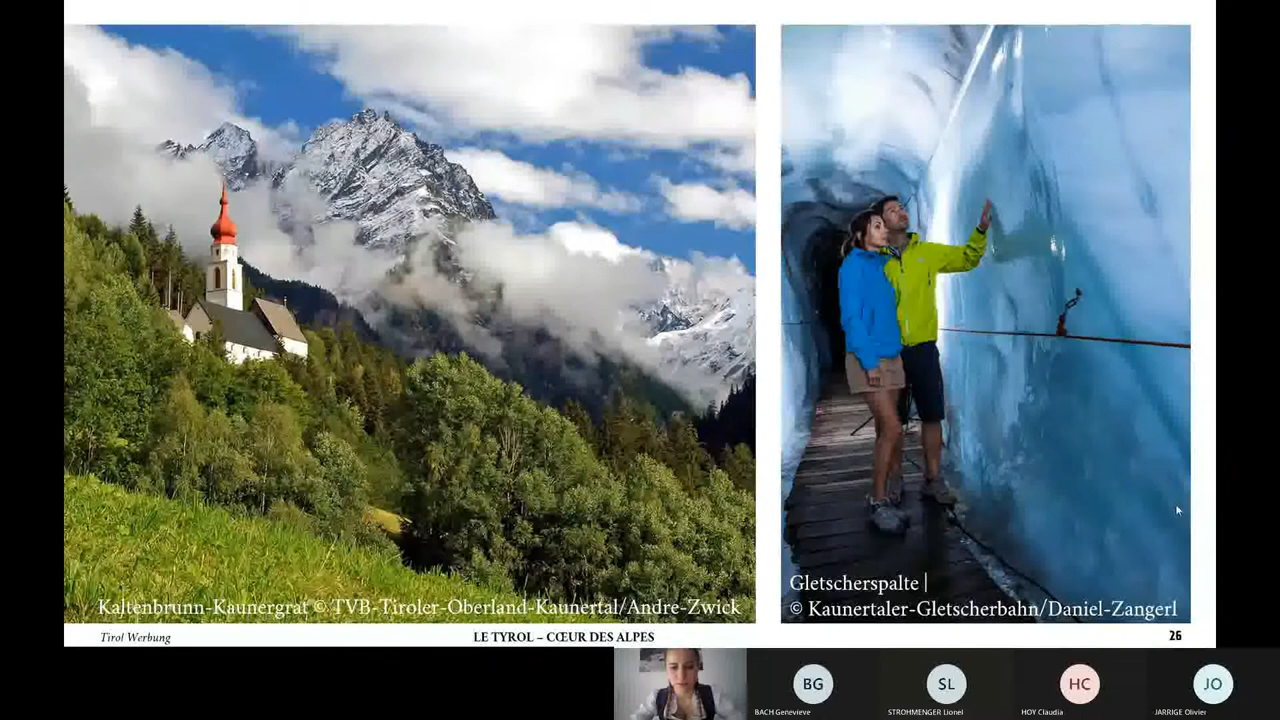 Kaltenbrunn-Kaunergrat © TVB-Tiroler-Oberland-Kaunertal/Andre-Zwick
Gletscherspalte |
© Kaunertaler-Gletscherbahn/Daniel-Zangerl
Tirol Werbung
LE TYROL – CŒUR DES ALPES
26
BG
SL
HC
JO
BACH Genevieve
STROHMENGER Lionel
HOY Claudia
JARRIGE Olivier